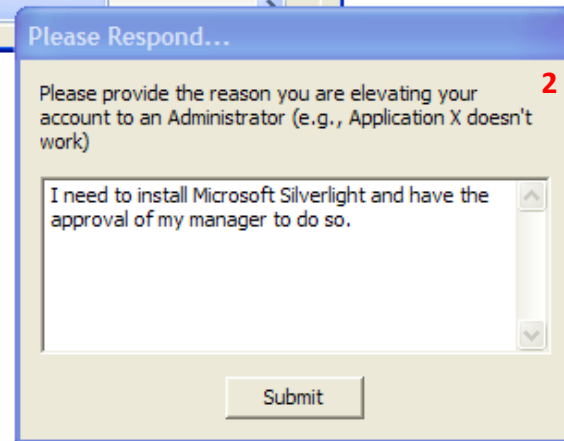 Please Respond...
2
Please provide the reason you are elevating your
account to an Administrator (e.g., Application X doesn't
work)
I need to install Microsoft Silverlight and have the
approval of my manager to do so.
Submit